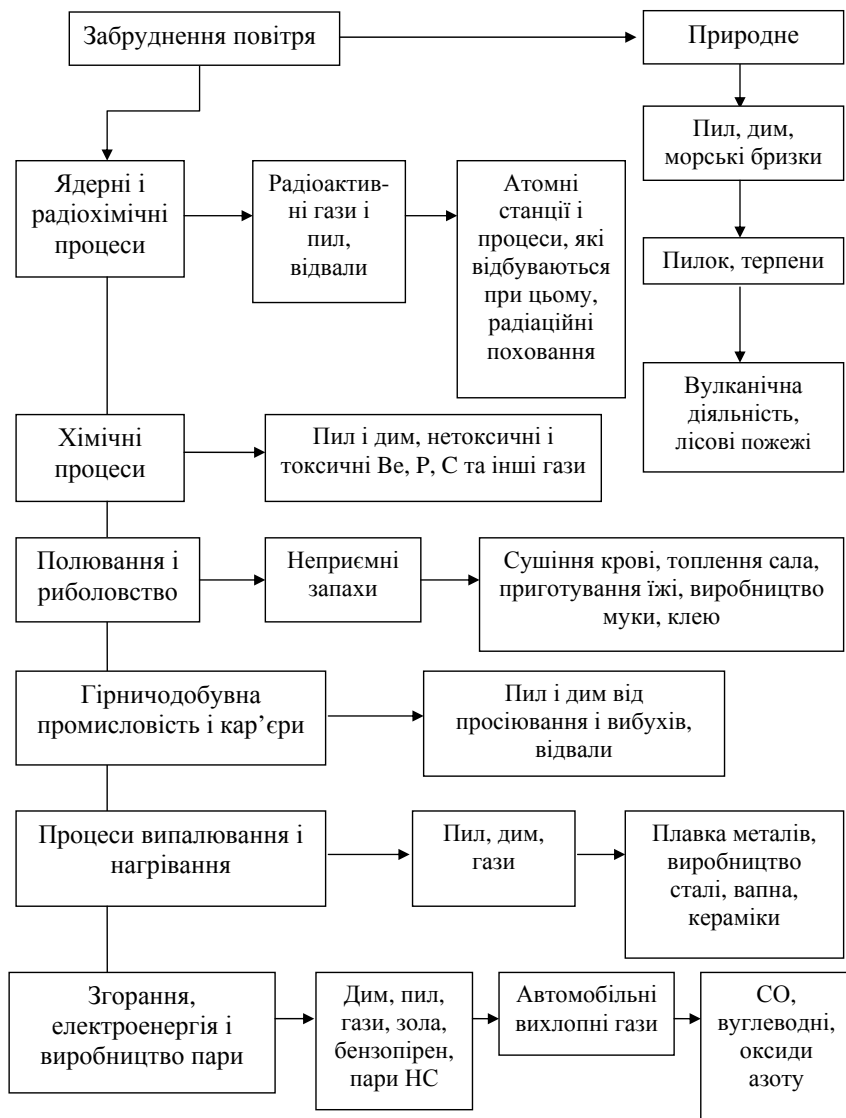 Забруднення повітря
Природне
Пил, дим,
морські бризки
Ядерні і
радіохімічні
процеси
Радіоактив-
ні гази і
пил,
відвали
Атомні
станції і
процеси, які
відбуваються
при цьому,
радіаційні
поховання
Пилок, терпени
Вулканічна
діяльність,
лісові пожежі
Хімічні
процеси
Пил і дим, нетоксичні і
токсичні Be, P, C та інші гази
Полювання і
риболовство
Неприємні
запахи
Сушіння крові, топлення сала,
приготування їжі, виробництво
муки, клею
Гірничодобувна
промисловість і кар’єри
Пил і дим від
просіювання і вибухів,
відвали
Процеси випалювання і
нагрівання
Пил, дим,
гази
Плавка металів,
виробництво
сталі, вапна,
кераміки
Згорання,
електроенергія і
виробництво пари
Дим, пил,
гази, зола,
бензопірен,
пари НС
Автомобільні
вихлопні гази
СО,
вуглеводні,
оксиди
азоту